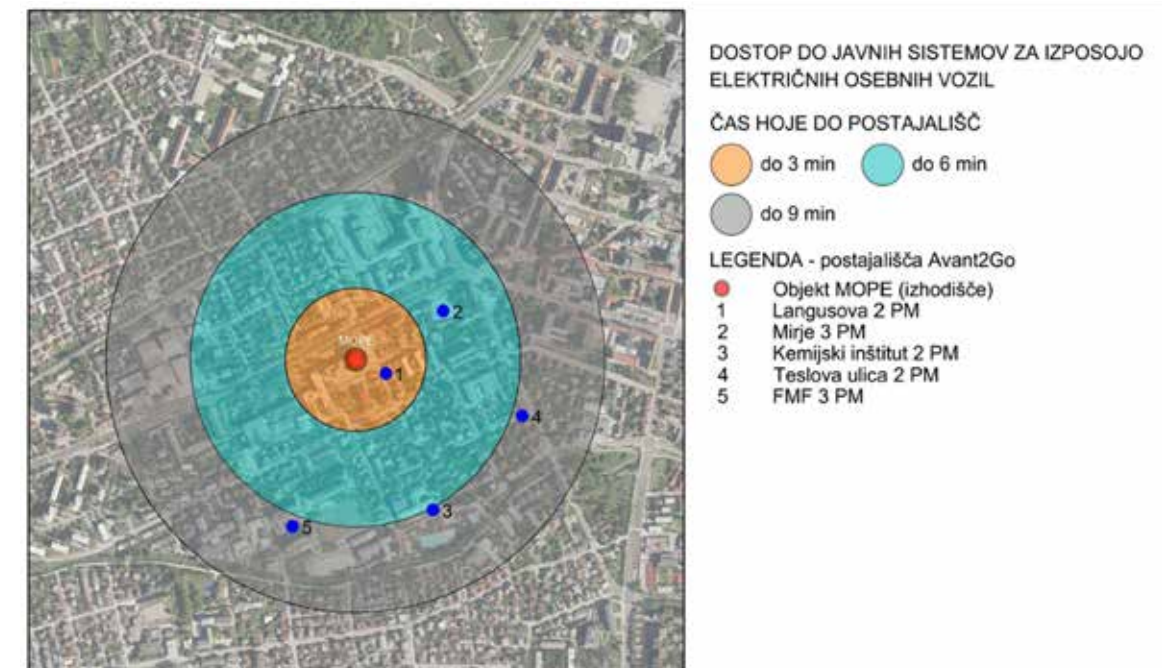 DOSTOP DO JAVNIH SISTEMOV ZA IZPOSOJO
ELEKTRIČNIH OSEBNIH VOZIL
ČAS HOJE DO POSTAJALIŠČ
do 3 min do 6 min
do 9 min
LEGENDA - postajališča Avant2Go
Objekt MOPE (izhodišče)
1 Langusova 2 PM
2 Mirje 3 PM
3 Kemijski inštitut 2 PM
4 Teslova ulica 2 PM
5 FMF 3 PM
2
MOPE
1
4
3
5